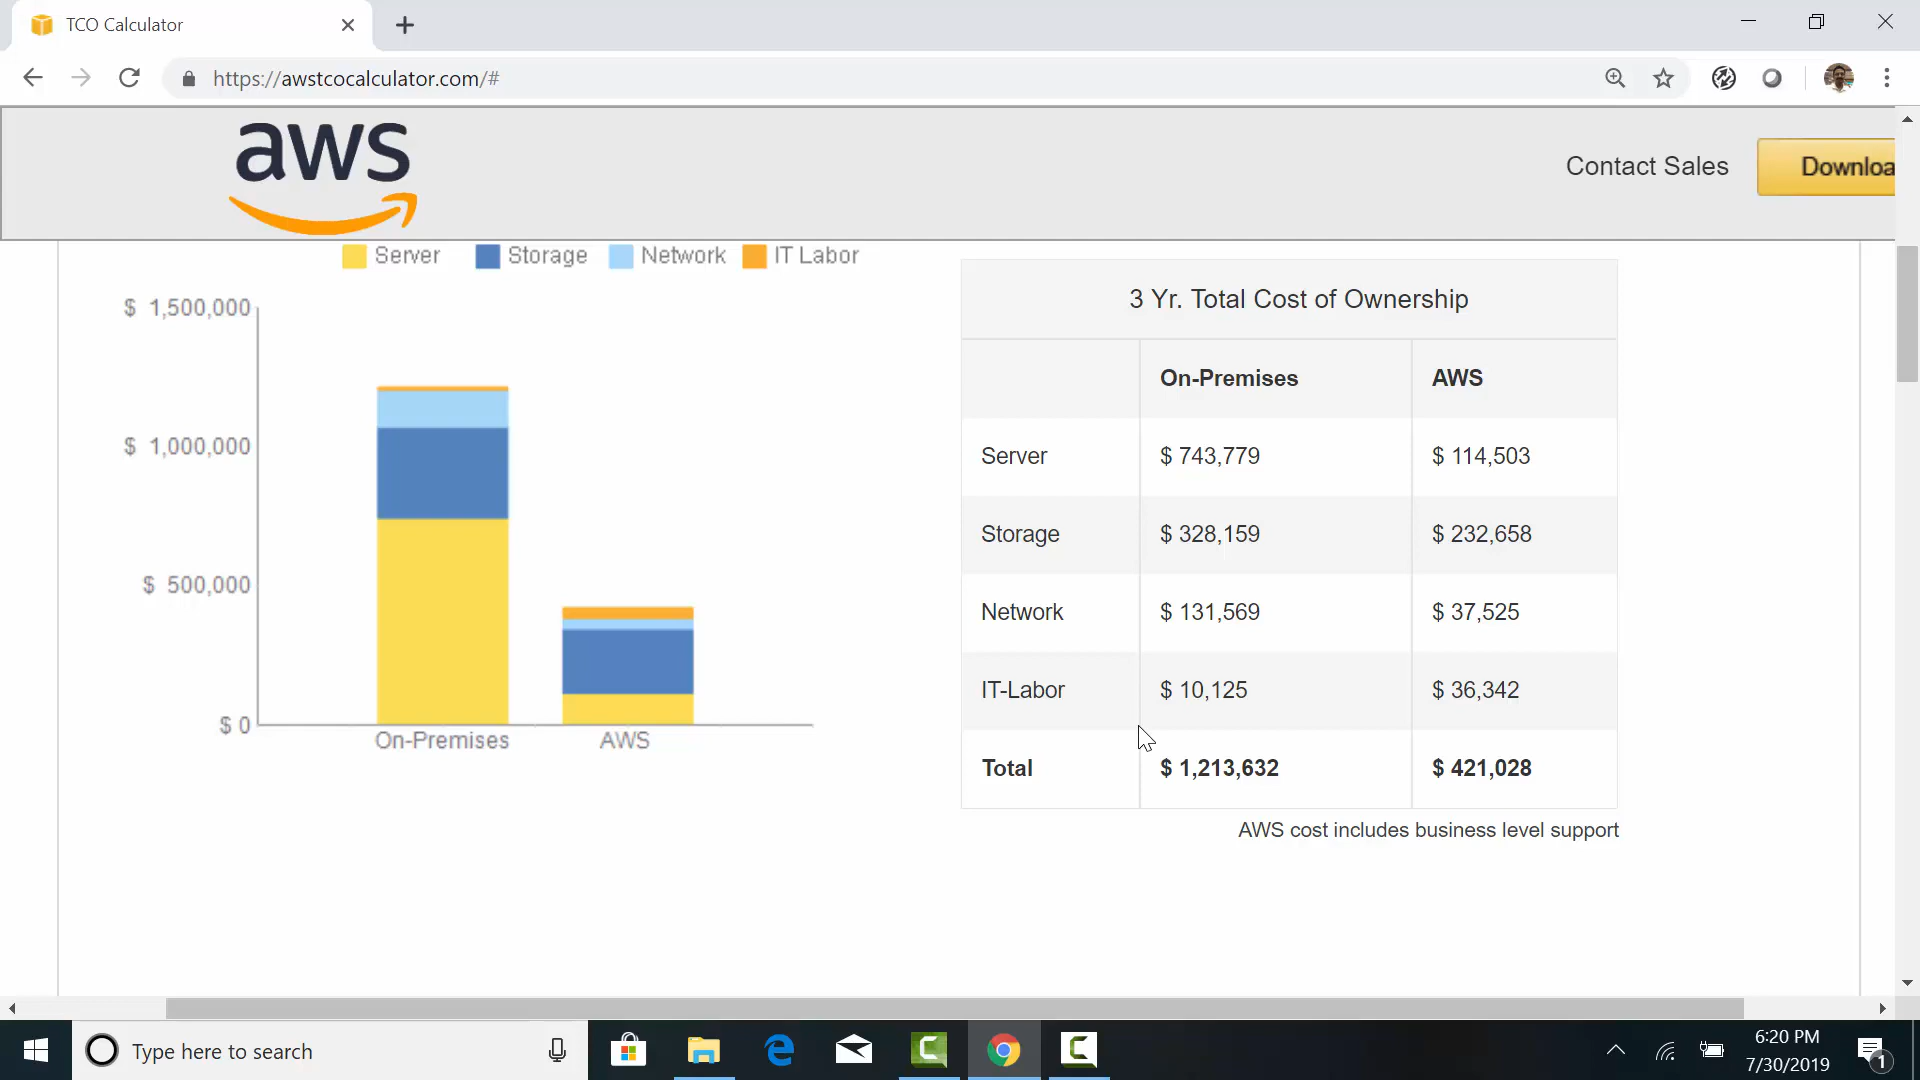 TCO Calculator
https://awstcocalculator.com/#
aws
Contact Sales
Downloa
Server Storage Network IT Labor
$ 1,500,000
$ 1,000,000
$ 500,000
$ 0
On-Premises AWS
3 Yr. Total Cost of Ownership
On-Premises AWS
Server $ 743,779 $ 114,503
Storage $ 328,159 $ 232,658
Network $ 131,569 $ 37,525
IT-Labor $ 10,125 $ 36,342
Total $ 1,213,632 $ 421,028
AWS cost includes business level support
Type here to search
6:20 PM
7/30/2019
1